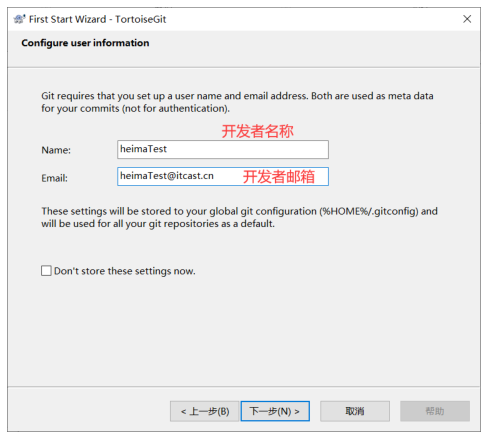 First Start Wizard - TortoiseGit
Configure user information
Git requires that you set up a user name and email address. Both are used as meta data
for your commits (not for authentication).
开发者名称
Name: heimaTest
Email: heimaTest@itcast.cn 开发者邮箱
These settings will be stored to your global git configuration (%HOME%/.gitconfig) and
will be used for all your git repositories as a default.
Don't store these settings now.
< 上一步(B) 下一步(N) > 取消 帮助